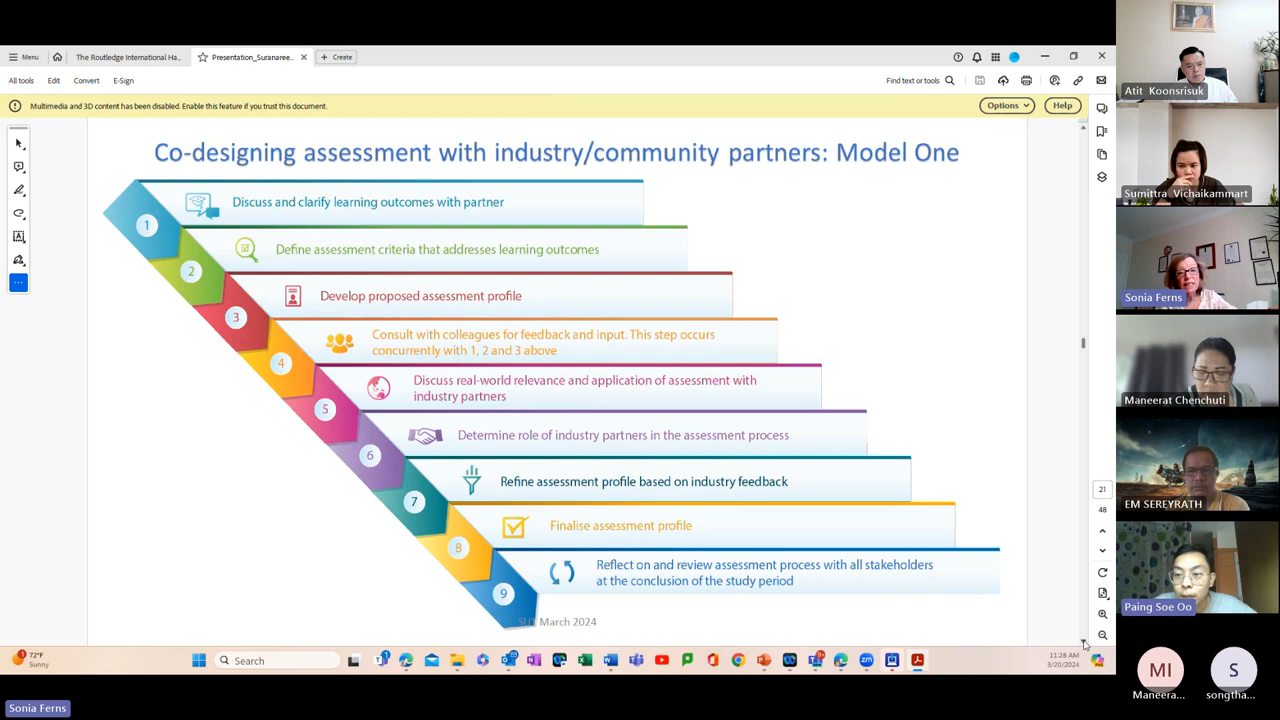 Menu
The Routledge International Ha...
Presentation_Suranaree...
Create
All tools
Edit
Convert
E-Sign
Find text or tools
Multimedia and 3D content has been disabled. Enable this feature if you trust this document.
Options
Help
Co-designing assessment with industry/community partners: Model One
1
Discuss and clarify learning outcomes with partner
2
Define assessment criteria that addresses learning outcomes
3
Develop proposed assessment profile
4
Consult with colleagues for feedback and input. This step occurs
concurrently with 1, 2 and 3 above
5
Discuss real-world relevance and application of assessment with
industry partners
6
Determine role of industry partners in the assessment process
7
Refine assessment profile based on industry feedback
8
Finalise assessment profile
9
Reflect on and review assessment process with all stakeholders
at the conclusion of the study period
SUT March 2024
21
48
72°F
Sunny
Search
11:28 AM
3/20/2024
Sonia Ferns
Atit Koonsrisuk
Sumittra Vichaikammart
Sonia Ferns
Maneerat Chenchuti
EM SEREYRATH
Paing Soe Oo
MI
Maneera...
S
songtha...